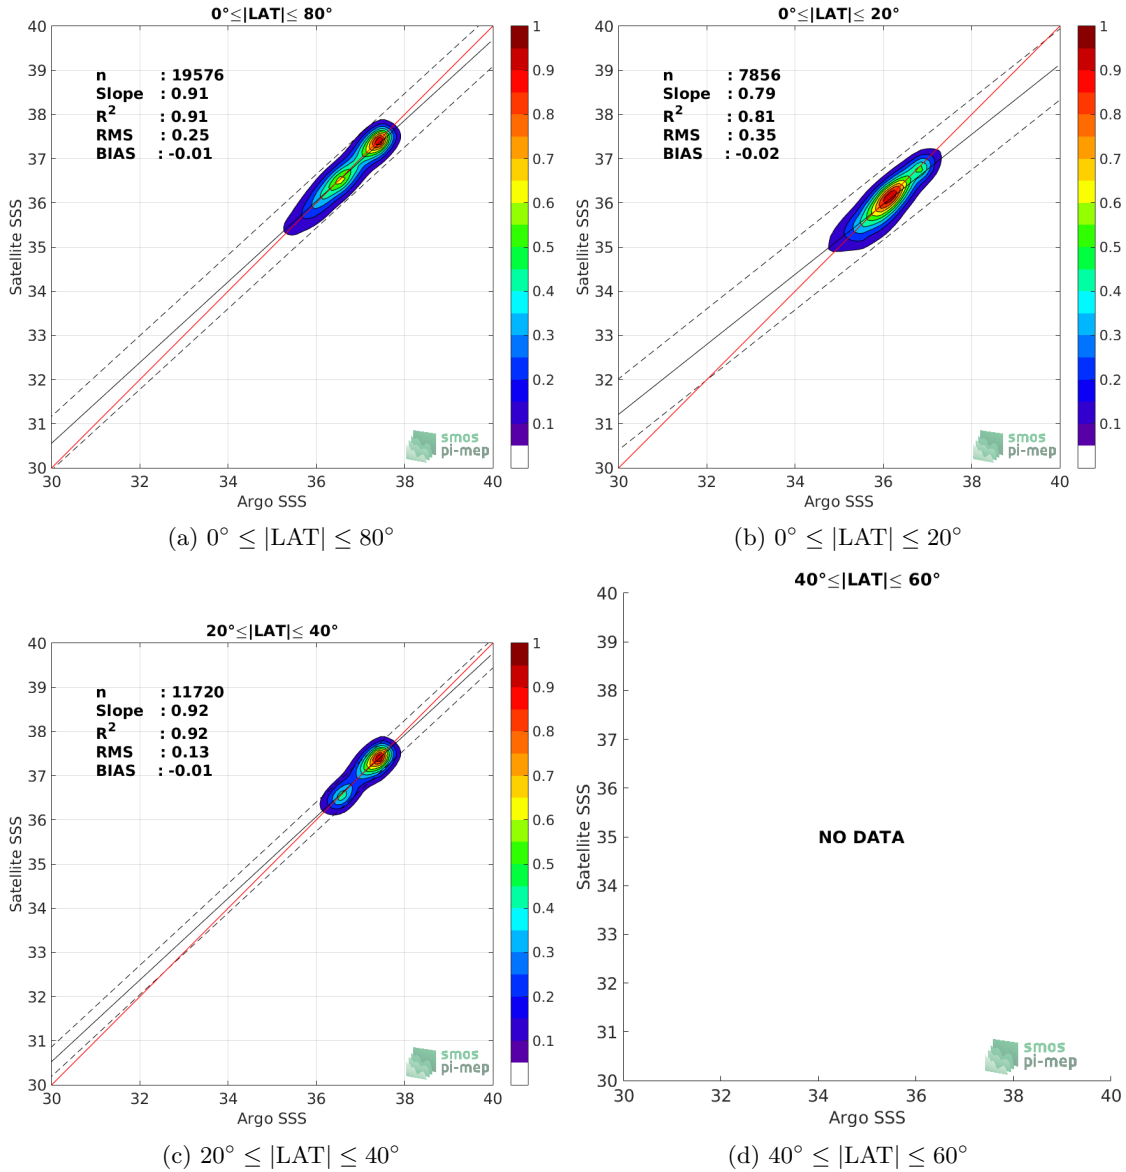 0°≤|LAT|≤ 80°
40
39
38
37
36
35
34
33
32
31
30
Satellite SSS
n : 19576
Slope : 0.91
R² : 0.91
RMS : 0.25
BIAS : -0.01
smos
pi-mep
30 32 34 36 38 40
Argo SSS
1
0.9
0.8
0.7
0.6
0.5
0.4
0.3
0.2
0.1
(a) 0° ≤ |LAT| ≤ 80°
0°≤|LAT|≤ 20°
40
39
38
37
36
35
34
33
32
31
30
Satellite SSS
n : 7856
Slope : 0.79
R² : 0.81
RMS : 0.35
BIAS : -0.02
smos
pi-mep
30 32 34 36 38 40
Argo SSS
1
0.9
0.8
0.7
0.6
0.5
0.4
0.3
0.2
0.1
(b) 0° ≤ |LAT| ≤ 20°
20°≤|LAT|≤ 40°
40
39
38
37
36
35
34
33
32
31
30
Satellite SSS
n : 11720
Slope : 0.92
R² : 0.92
RMS : 0.13
BIAS : -0.01
smos
pi-mep
30 32 34 36 38 40
Argo SSS
1
0.9
0.8
0.7
0.6
0.5
0.4
0.3
0.2
0.1
(c) 20° ≤ |LAT| ≤ 40°
40°≤|LAT|≤ 60°
40
39
38
37
36
35
34
33
32
31
30
Satellite SSS
NO DATA
smos
pi-mep
30 32 34 36 38 40
Argo SSS
(d) 40° ≤ |LAT| ≤ 60°